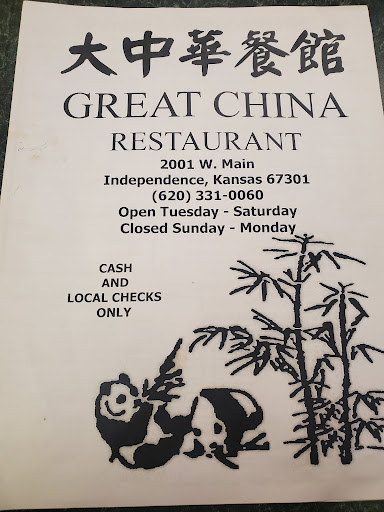 大中華餐館
GREAT CHINA
RESTAURANT
2001 W. Main
Independence, Kansas 67301
(620) 331-0060
Open Tuesday - Saturday
Closed Sunday - Monday
CASH
AND
LOCAL CHECKS
ONLY